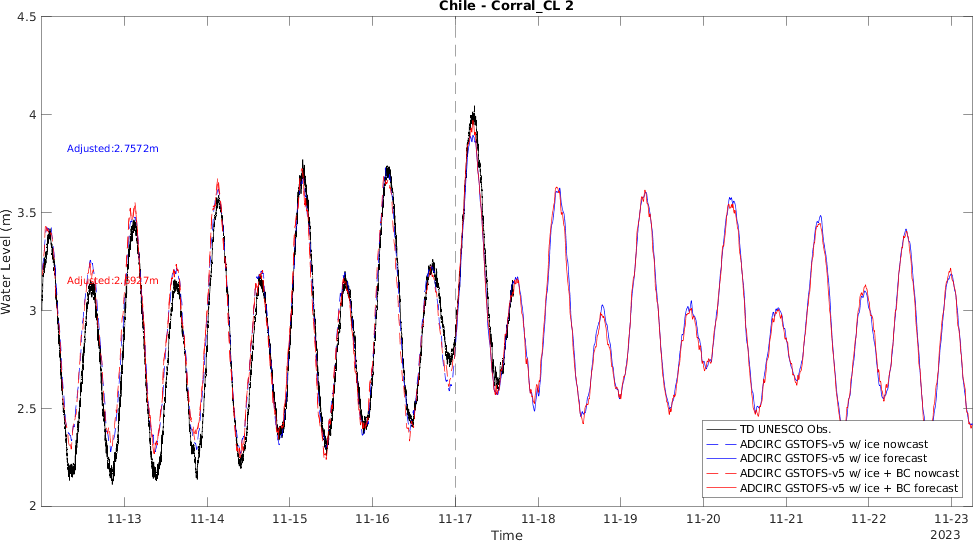 Chile - Corral_CL 2
4.5
4
3.5
3
2.5
2
Water Level (m)
Adjusted:2.7572m
Adjusted:2.6927m
TD UNESCO Obs.
ADCIRC GSTOFS-v5 w/ ice nowcast
ADCIRC GSTOFS-v5 w/ ice forecast
ADCIRC GSTOFS-v5 w/ ice + BC nowcast
ADCIRC GSTOFS-v5 w/ ice + BC forecast
11-13 11-14 11-15 11-16 11-17 11-18 11-19 11-20 11-21 11-22 11-23
2023
Time